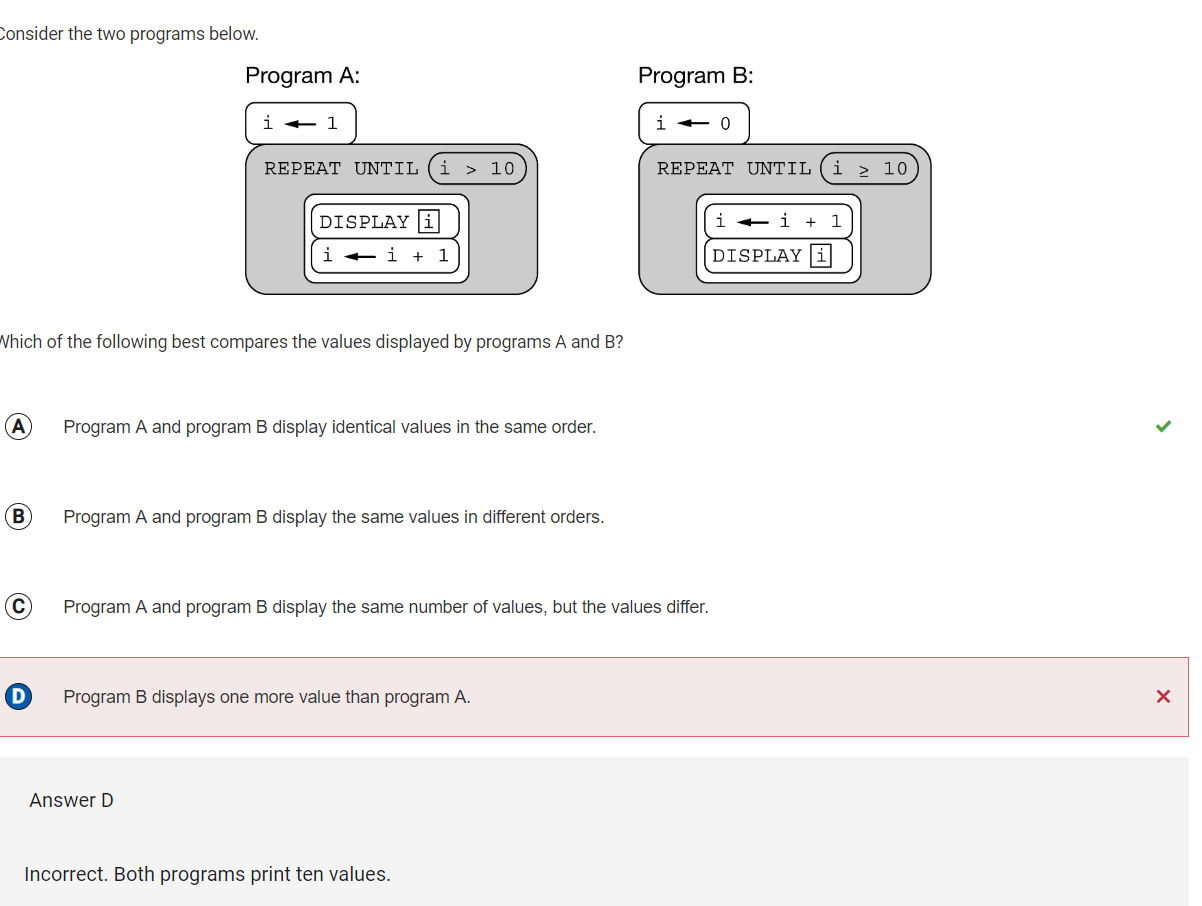 Consider the two programs below.
Program A: Program B:
i ← 1 i ← 0
REPEAT UNTIL i > 10 REPEAT UNTIL i ≥ 10
DISPLAY i i ← i + 1
i ← i + 1 DISPLAY i
Which of the following best compares the values displayed by programs A and B?
A Program A and program B display identical values in the same order.
B Program A and program B display the same values in different orders.
C Program A and program B display the same number of values, but the values differ.
D Program B displays one more value than program A.
Answer D
Incorrect. Both programs print ten values.